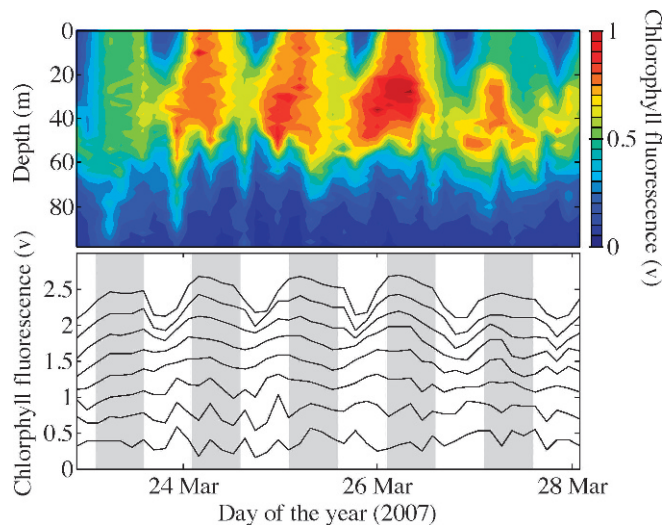 0
20
40
60
80
Depth (m)
1
0.5
0
Chlorophyll fluorescence (v)
2.5
2
1.5
1
0.5
0
Chlorphyll fluorescence (v)
24 Mar 26 Mar 28 Mar
Day of the year (2007)